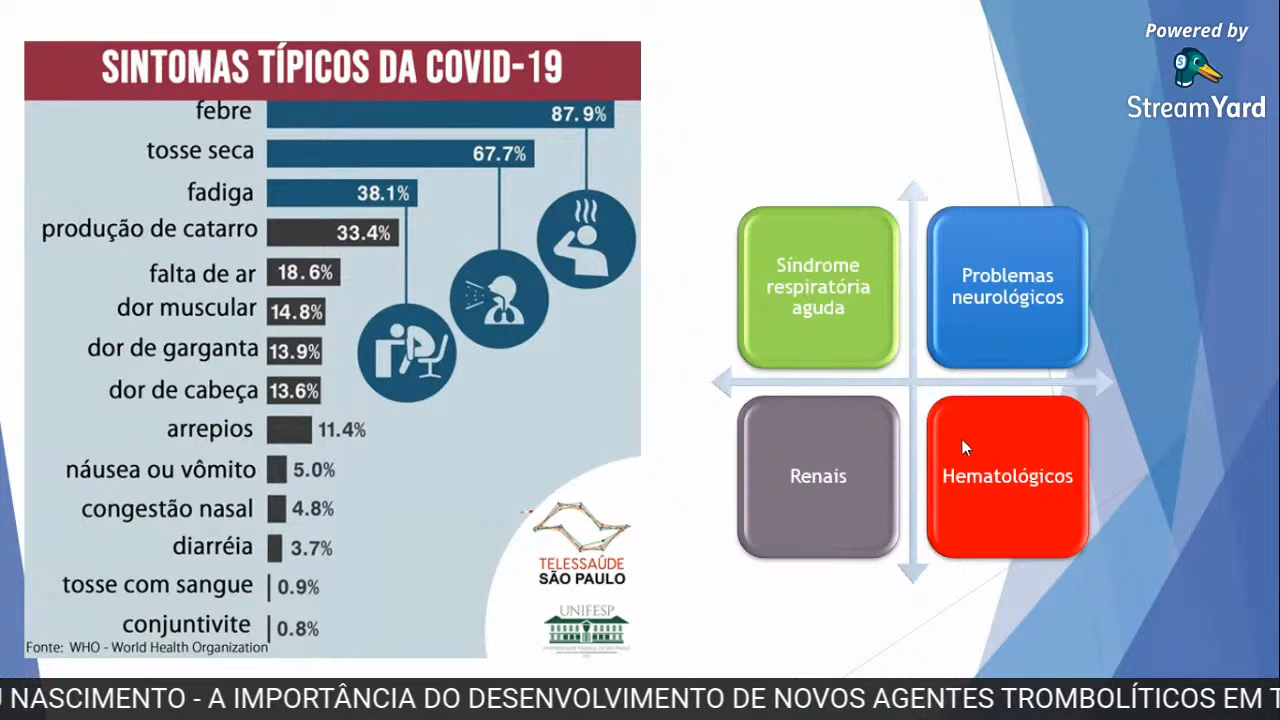 SINTOMAS TÍPICOS DA COVID-19
febre 87.9%
tosse seca 67.7%
fadiga 38.1%
produção de catarro 33.4%
falta de ar 18.6%
dor muscular 14.8%
dor de garganta 13.9%
dor de cabeça 13.6%
arrepios 11.4%
náusea ou vômito 5.0%
congestão nasal 4.8%
diarréia 3.7%
tosse com sangue 0.9%
conjuntivite 0.8%
Fonte: WHO - World Health Organization
TELESSAÚDE
SÃO PAULO
UNIFESP
Síndrome
respiratória
aguda
Problemas
neurológicos
Renais
Hematológicos
Powered by
StreamYard
NASCIMENTO - A IMPORTÂNCIA DO DESENVOLVIMENTO DE NOVOS AGENTES TROMBOLÍTICOS EM